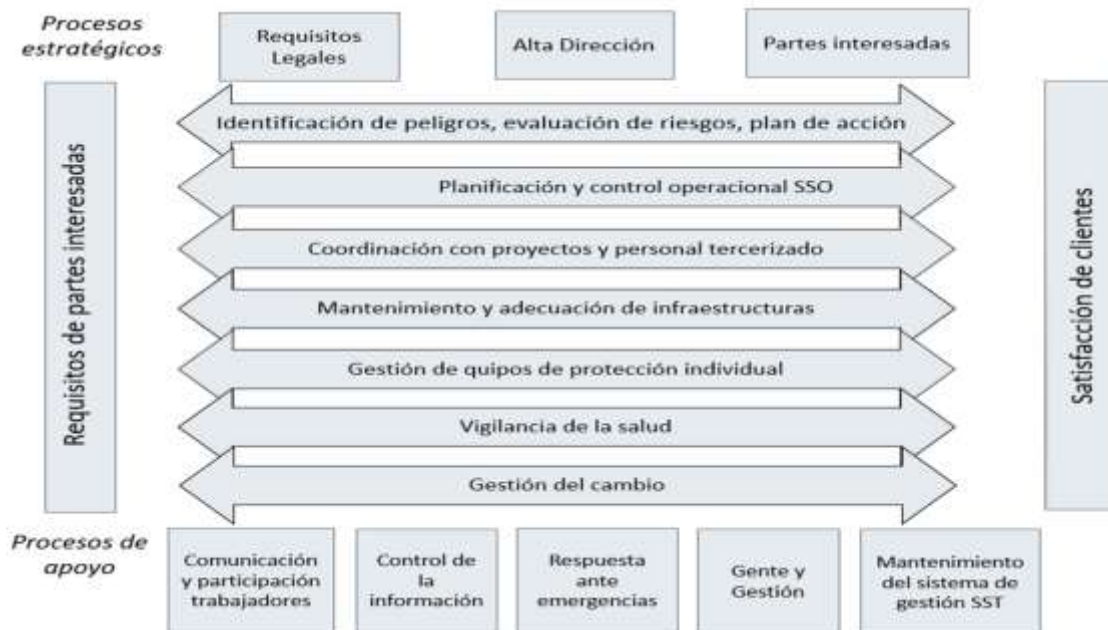 Procesos
estratégicos
Requisitos
Legales
Alta Dirección
Partes interesadas
Requisitos de partes interesadas
Identificación de peligros, evaluación de riesgos, plan de acción
Planificación y control operacional SSO
Coordinación con proyectos y personal tercerizado
Mantenimiento y adecuación de infraestructuras
Gestión de quipos de protección individual
Vigilancia de la salud
Gestión del cambio
Satisfacción de clientes
Procesos de
apoyo
Comunicación
y participación
trabajadores
Control de
la
información
Respuesta
ante
emergencias
Gente y
Gestión
Mantenimiento
del sistema de
gestión SST